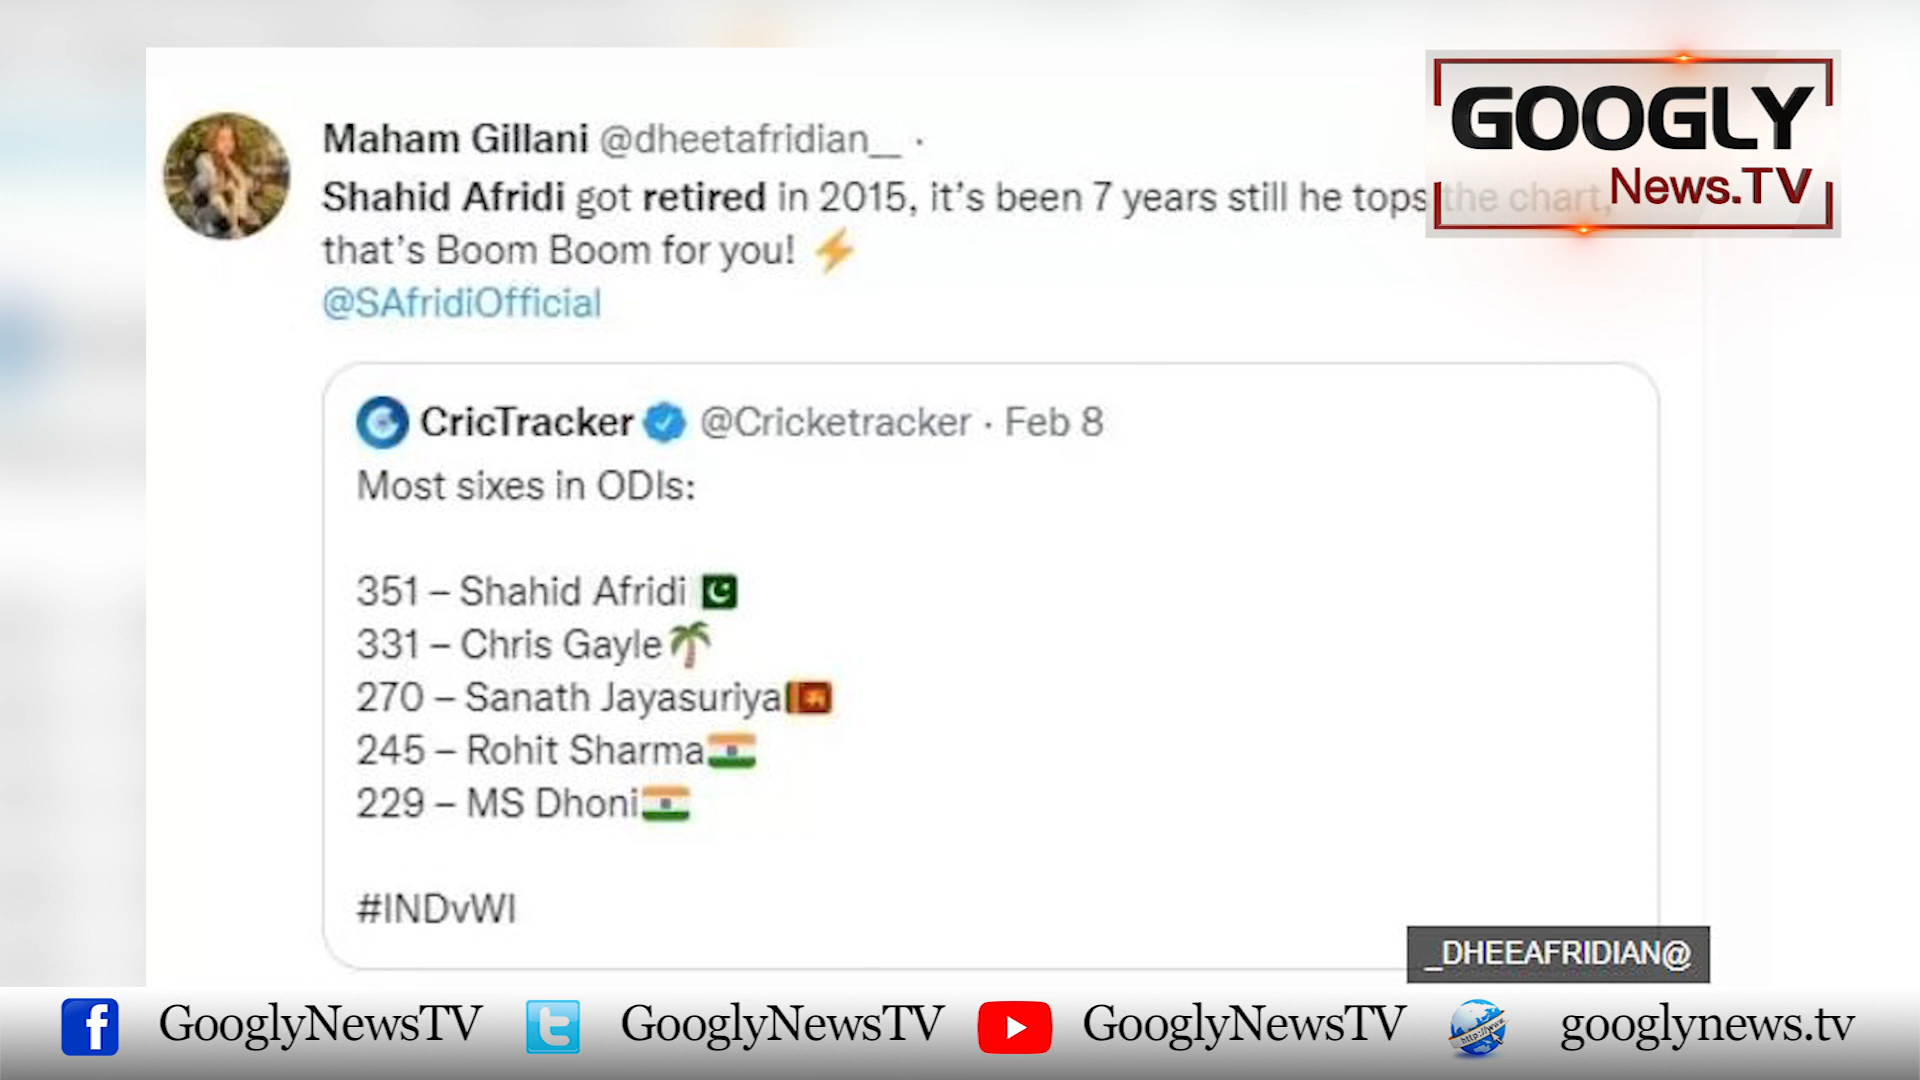 Maham Gillani @dheetafridian__ ·
Shahid Afridi got retired in 2015, it's been 7 years still he tops the chart,
that's Boom Boom for you! ⚡
@SAfridiOfficial
GOOGLY
News.TV
CricTracker @Cricketracker · Feb 8
Most sixes in ODIs:
351 – Shahid Afridi 🇵🇰
331 – Chris Gayle🌴
270 – Sanath Jayasuriya🇱🇰
245 – Rohit Sharma🇮🇳
229 – MS Dhoni🇮🇳
#INDvWI
_DHEEAFRIDIAN@
GooglyNewsTV GooglyNewsTV GooglyNewsTV googlynews.tv